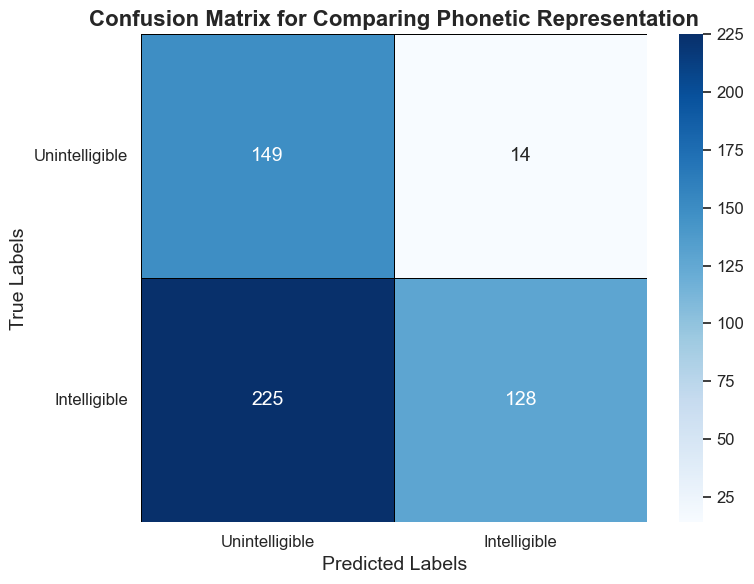 Confusion Matrix for Comparing Phonetic Representation
True Labels
Unintelligible
149
14
Intelligible
225
128
Unintelligible
Intelligible
Predicted Labels
225
200
175
150
125
100
75
50
25